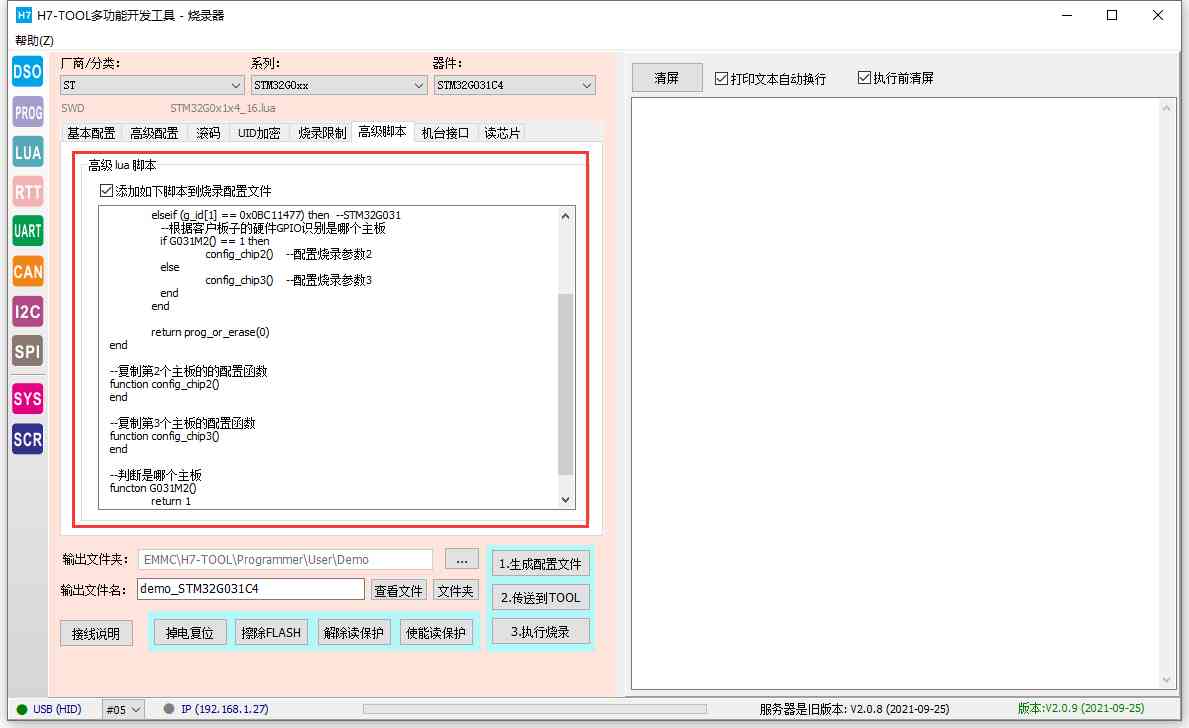 H7-TOOL多功能开发工具 - 烧录器
帮助(Z)
DSO
PROG
LUA
RTT
UART
CAN
I2C
SPI
SYS
SCR
厂商/分类: 系列: 器件:
ST STM32G0xx STM32G031C4
SWD STM32G0x1x4_16.lua
基本配置 高级配置 滚码 UID加密 烧录限制 高级脚本 机台接口 读芯片
高级 lua 脚本
添加如下脚本到烧录配置文件
elseif (g_id[1] == 0x0BC11477) then --STM32G031
--根据客户板子的硬件GPIO识别是哪个主板
if G031M2() == 1 then
config_chip2() --配置烧录参数2
else
config_chip3() --配置烧录参数3
end
end
return prog_or_erase(0)
end
--复制第2个主板的的配置函数
function config_chip2()
end
--复制第3个主板的的配置函数
function config_chip3()
end
--判断是哪个主板
functon G031M2()
return 1
输出文件夹: EMMC\H7-TOOL\Programmer\User\Demo ...
输出文件名: demo_STM32G031C4 查看文件 文件夹
1.生成配置文件
2.传送到TOOL
3.执行烧录
接线说明 掉电复位 擦除FLASH 解除读保护 使能读保护
清屏 打印文本自动换行 执行前清屏
USB (HID) #05 IP (192.168.1.27) 服务器是旧版本: V2.0.8 (2021-09-25) 版本:V2.0.9 (2021-09-25)